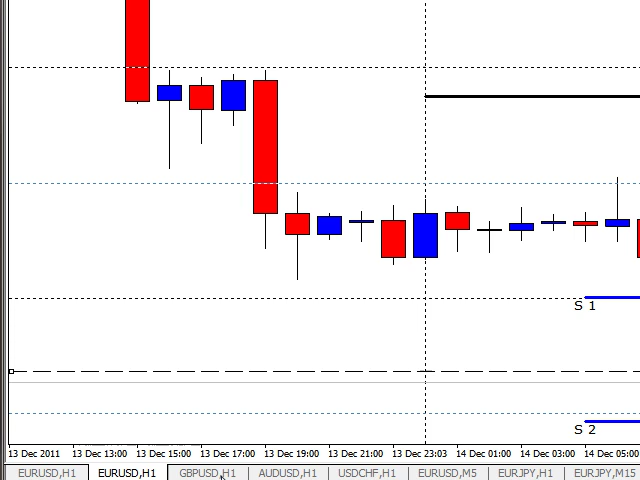 S 1
S 2
13 Dec 2011 13 Dec 13:00 13 Dec 15:00 13 Dec 17:00 13 Dec 19:00 13 Dec 21:00 13 Dec 23:03 14 Dec 01:00 14 Dec 03:00 14 Dec 05:00
EURUSD,H1 EURUSD,H1 GBPUSD,H1 AUDUSD,H1 USDCHF,H1 EURUSD,M5 EURJPY,H1 EURJPY,M15